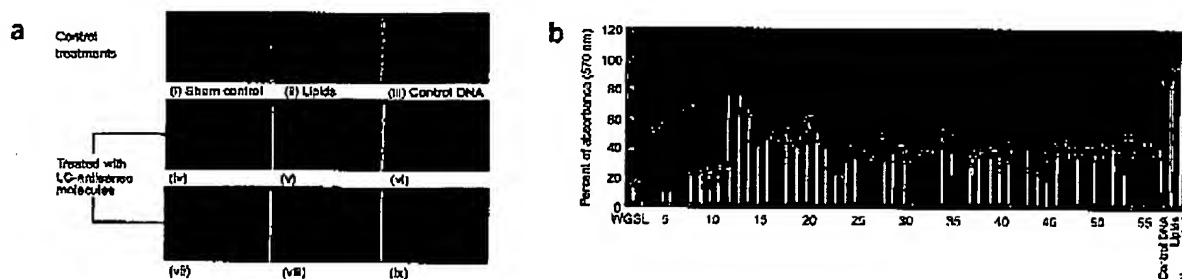 a
Control
treatments
(i) Sham control (ii) Lipids (iii) Control DNA
Treated with
LC-antisense
molecules
(iv) (v) (vi)
(vii) (viii) (ix)
b
Percent of absorbance (570 nm)
120
100
80
60
40
20
0
WGSL 5 10 15 20 25 30 35 40 45 50 55
Control DNA
Lipids